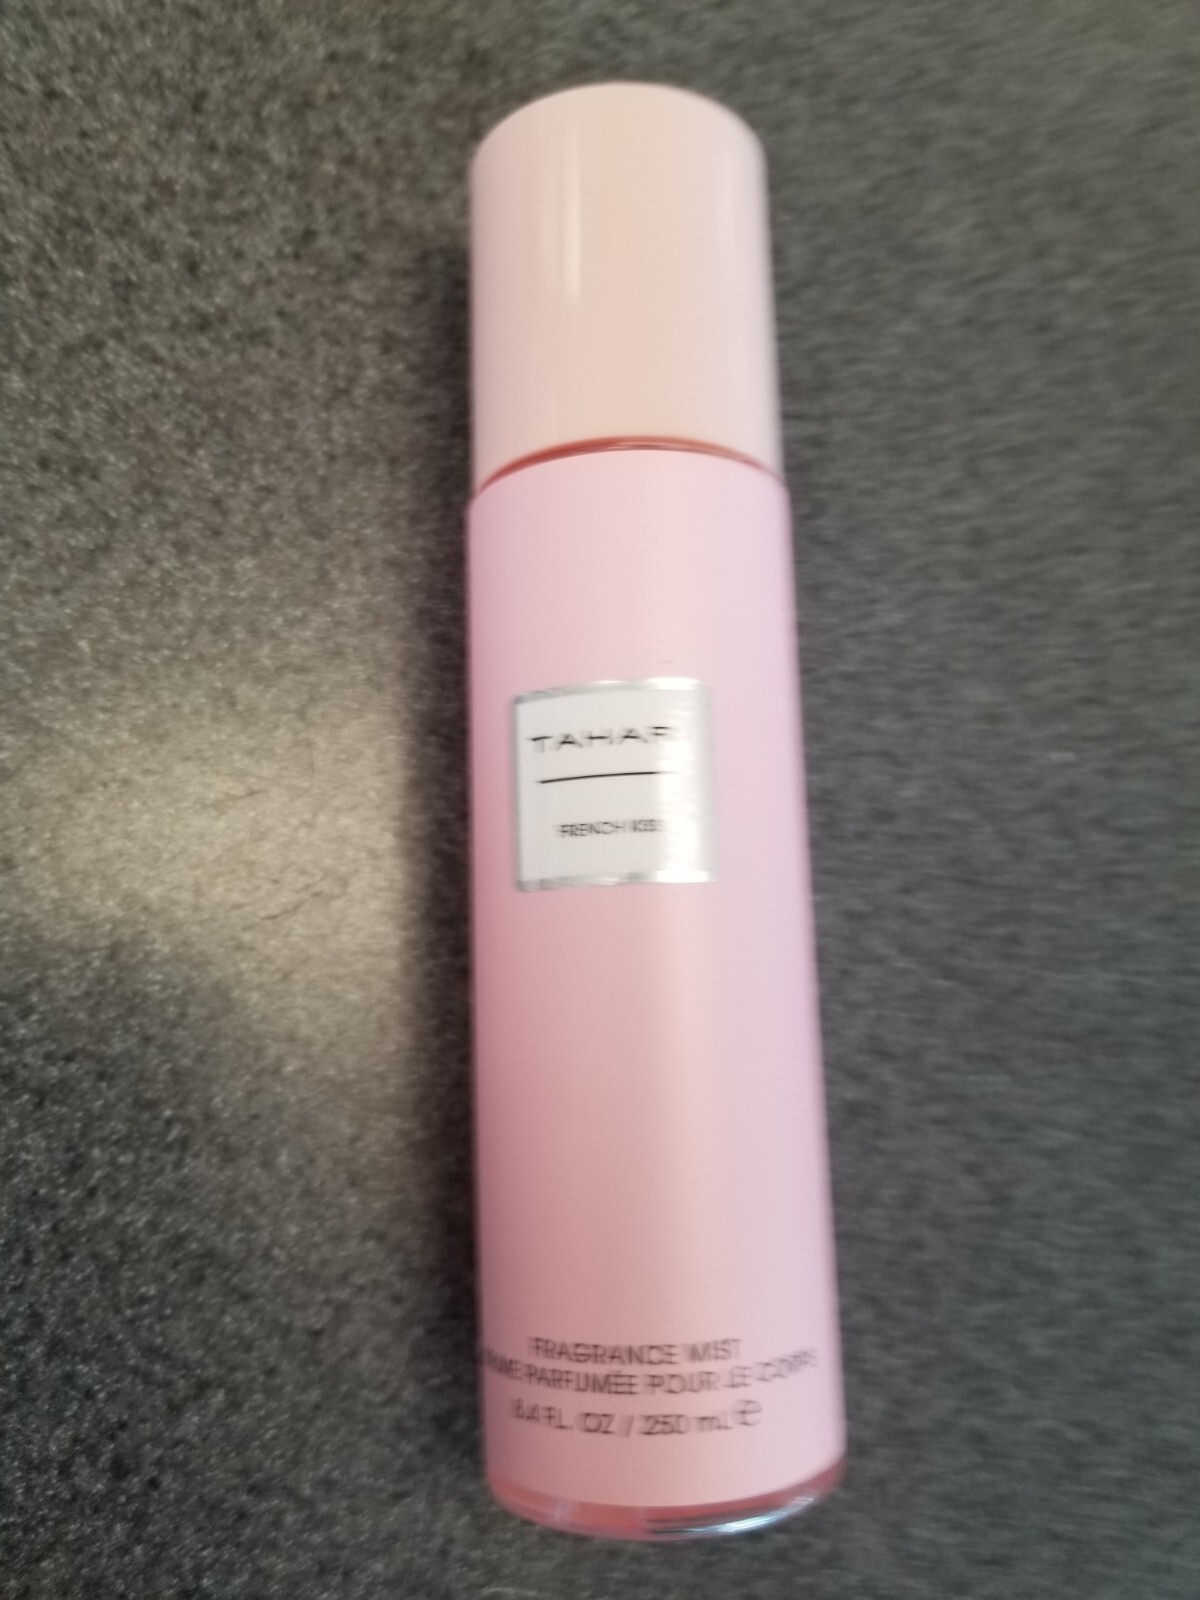 TAHARI
FRENCH KISS
FRAGRANCE MIST
BRUME PARFUMÉE POUR LE CORPS
8.4 FL. OZ / 250 mL ℮